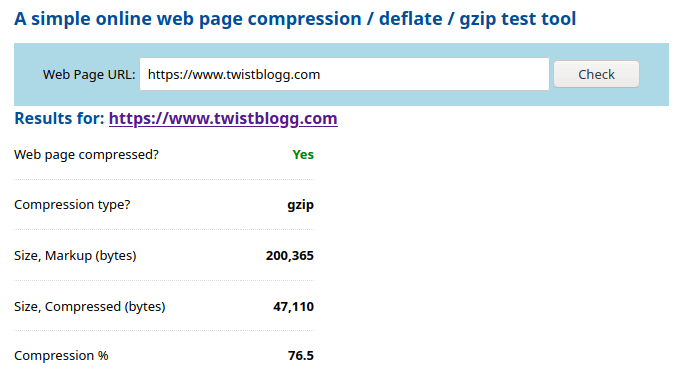 A simple online web page compression / deflate / gzip test tool
Web Page URL: https://www.twistblogg.com Check
Results for: https://www.twistblogg.com
Web page compressed? Yes
Compression type? gzip
Size, Markup (bytes) 200,365
Size, Compressed (bytes) 47,110
Compression % 76.5